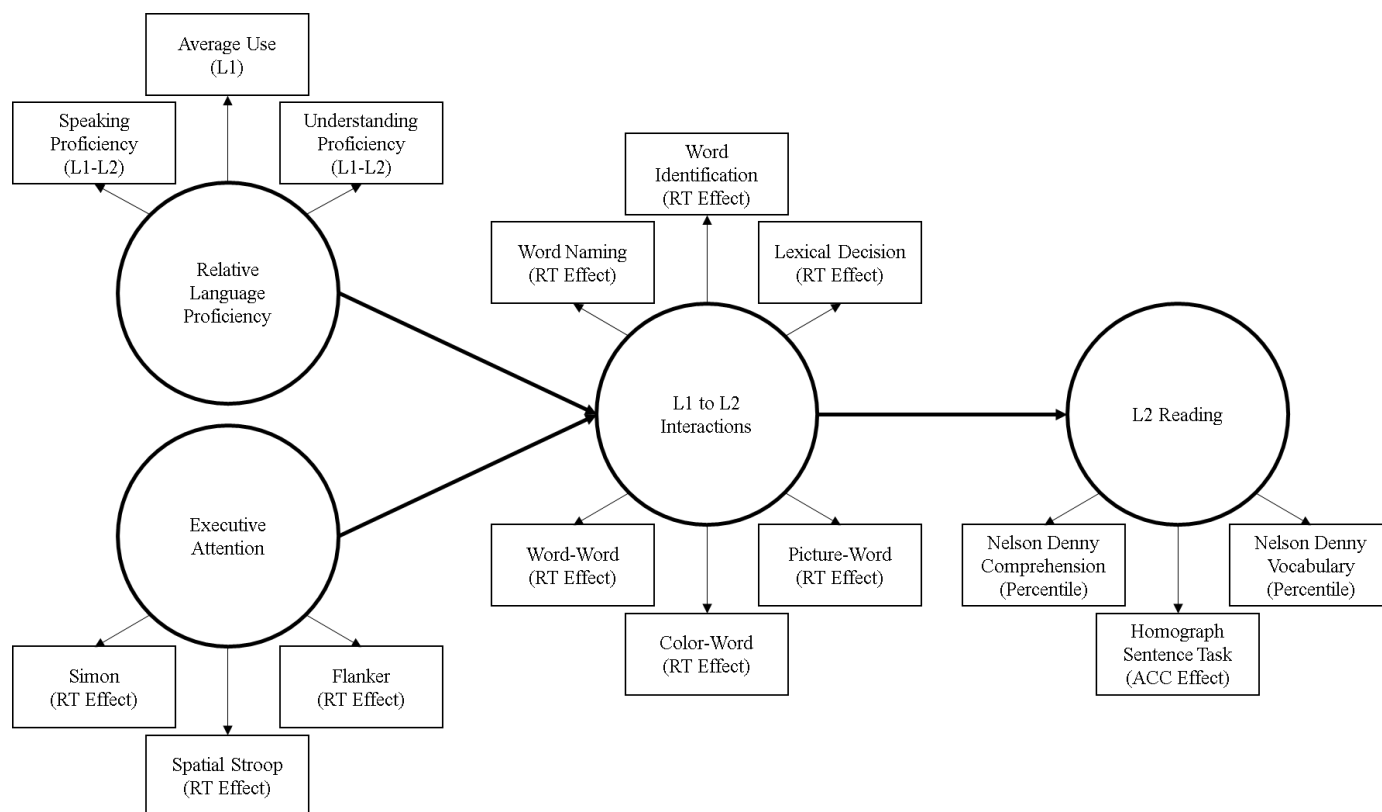 Average Use
(L1)
Speaking
Proficiency
(L1-L2)
Understanding
Proficiency
(L1-L2)
Relative
Language
Proficiency
Executive
Attention
Simon
(RT Effect)
Flanker
(RT Effect)
Spatial Stroop
(RT Effect)
Word
Identification
(RT Effect)
Word Naming
(RT Effect)
Lexical Decision
(RT Effect)
L1 to L2
Interactions
Word-Word
(RT Effect)
Picture-Word
(RT Effect)
Color-Word
(RT Effect)
L2 Reading
Nelson Denny
Comprehension
(Percentile)
Nelson Denny
Vocabulary
(Percentile)
Homograph
Sentence Task
(ACC Effect)